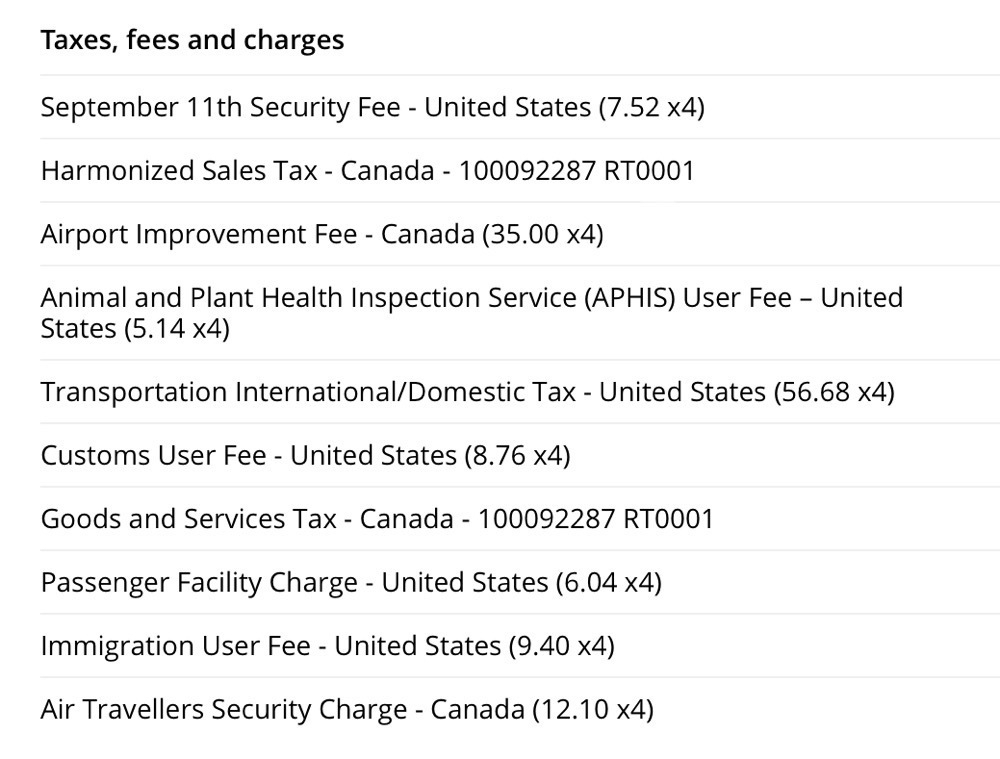 Taxes, fees and charges
September 11th Security Fee - United States (7.52 x4)
Harmonized Sales Tax - Canada - 100092287 RT0001
Airport Improvement Fee - Canada (35.00 x4)
Animal and Plant Health Inspection Service (APHIS) User Fee – United
States (5.14 x4)
Transportation International/Domestic Tax - United States (56.68 x4)
Customs User Fee - United States (8.76 x4)
Goods and Services Tax - Canada - 100092287 RT0001
Passenger Facility Charge - United States (6.04 x4)
Immigration User Fee - United States (9.40 x4)
Air Travellers Security Charge - Canada (12.10 x4)